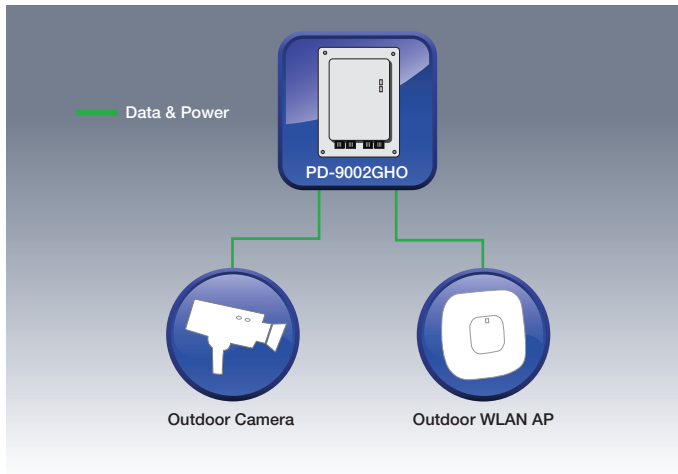 Data & Power
PD-9002GHO
Outdoor Camera
Outdoor WLAN AP